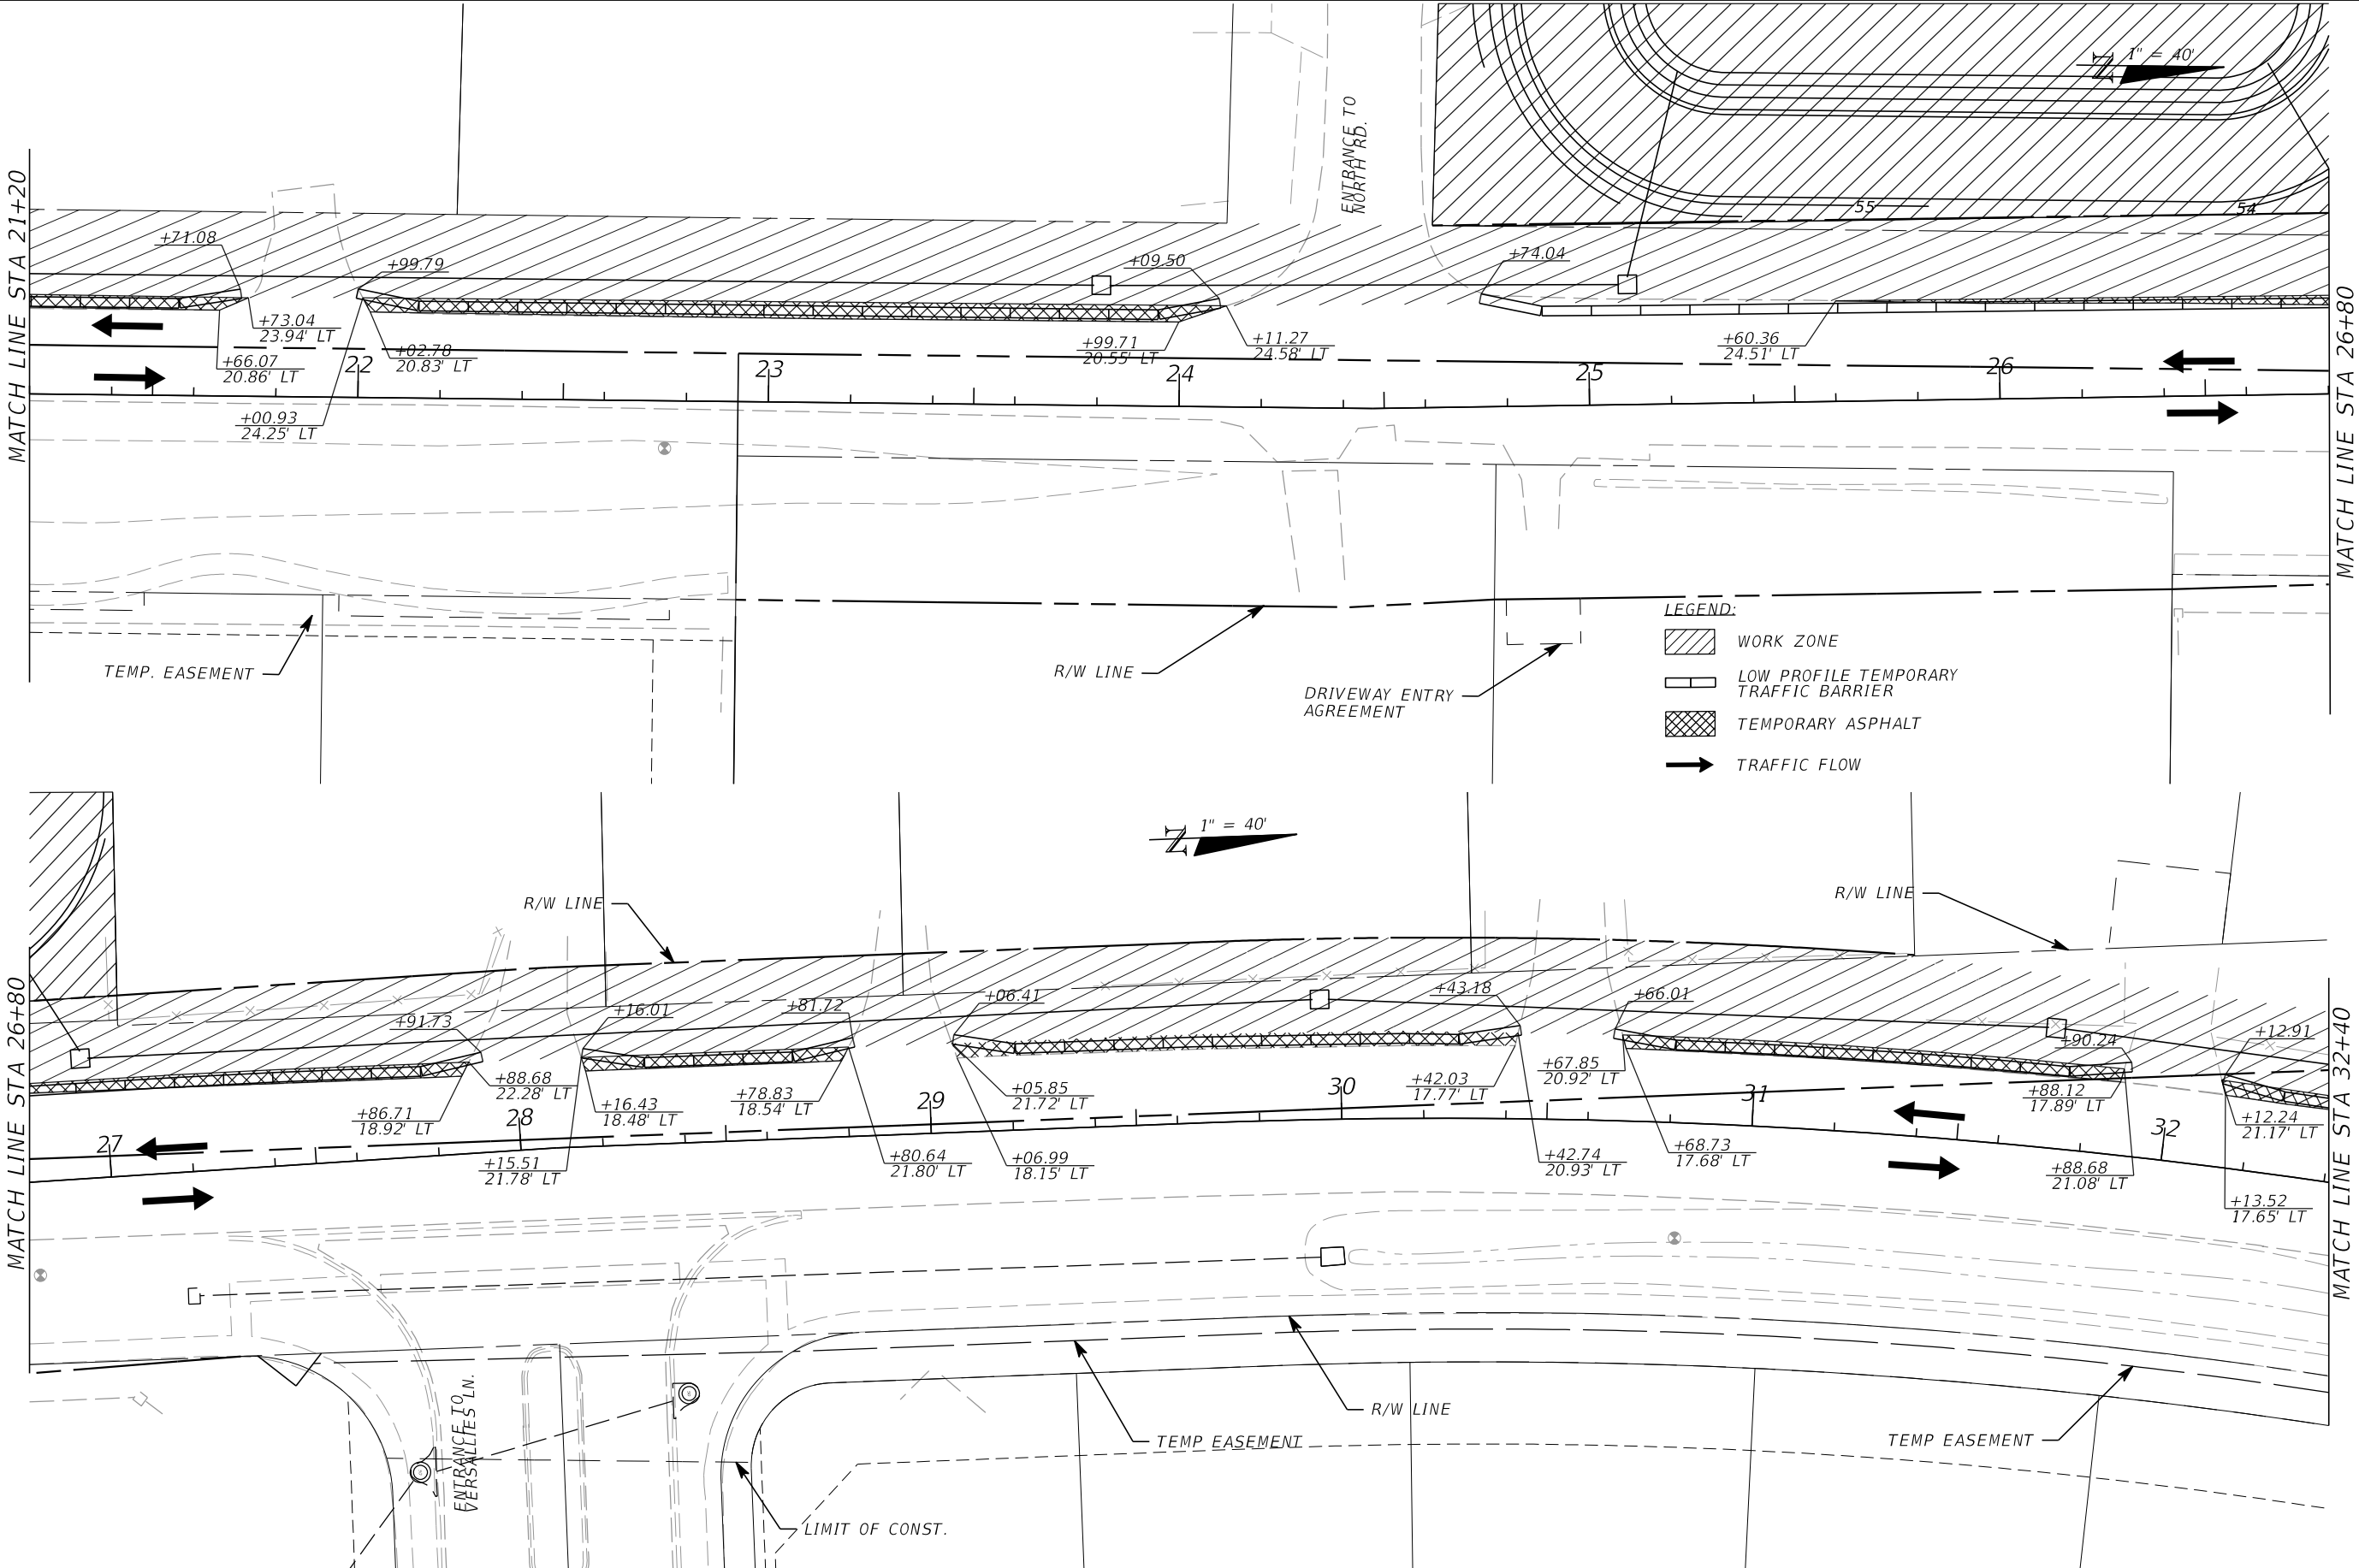 MATCH LINE STA 21+20
1" = 40'
N
ENTRANCE TO
NORTH RD.
55
54
+71.08
+99.79
+09.50
+74.04
+73.04
23.94' LT
+66.07
20.86' LT
+02.78
20.83' LT
+99.71
20.55' LT
+11.27
24.58' LT
+60.36
24.51' LT
22
23
24
25
26
+00.93
24.25' LT
MATCH LINE STA 26+80
TEMP. EASEMENT
R/W LINE
DRIVEWAY ENTRY
AGREEMENT
LEGEND:
WORK ZONE
LOW PROFILE TEMPORARY
TRAFFIC BARRIER
TEMPORARY ASPHALT
TRAFFIC FLOW
MATCH LINE STA 26+80
N
1" = 40'
R/W LINE
R/W LINE
+91.73
+16.01
+81.72
+06.41
+43.18
+66.01
+90.24
+12.91
+88.68
22.28' LT
+86.71
18.92' LT
+16.43
18.48' LT
+78.83
18.54' LT
+05.85
21.72' LT
+42.03
17.77' LT
+67.85
20.92' LT
+88.12
17.89' LT
+12.24
21.17' LT
27
28
29
30
31
32
+15.51
21.78' LT
+80.64
21.80' LT
+06.99
18.15' LT
+42.74
20.93' LT
+68.73
17.68' LT
+88.68
21.08' LT
+13.52
17.65' LT
MATCH LINE STA 32+40
ENTRANCE TO
VERSALLIES LN.
R/W LINE
TEMP EASEMENT
TEMP EASEMENT
LIMIT OF CONST.